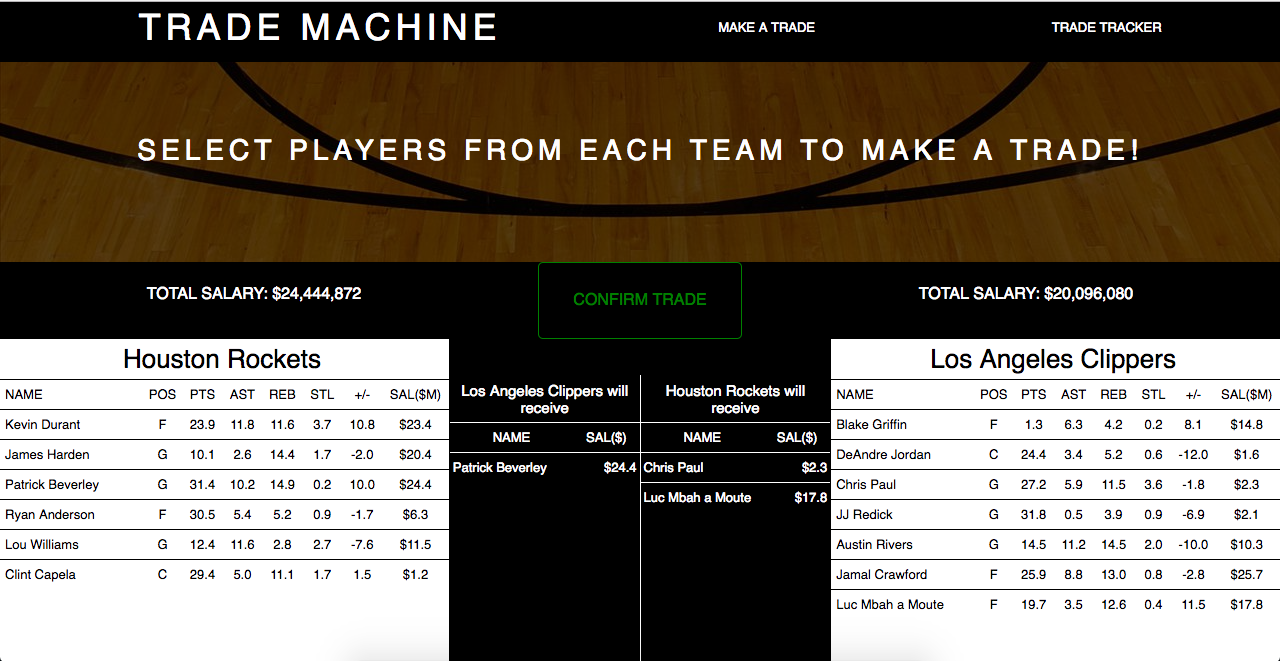 TRADE MACHINE MAKE A TRADE TRADE TRACKER
SELECT PLAYERS FROM EACH TEAM TO MAKE A TRADE!
TOTAL SALARY: $24,444,872
CONFIRM TRADE
TOTAL SALARY: $20,096,080
Houston Rockets
NAME POS PTS AST REB STL +/- SAL($M)
Kevin Durant F 23.9 11.8 11.6 3.7 10.8 $23.4
James Harden G 10.1 2.6 14.4 1.7 -2.0 $20.4
Patrick Beverley G 31.4 10.2 14.9 0.2 10.0 $24.4
Ryan Anderson F 30.5 5.4 5.2 0.9 -1.7 $6.3
Lou Williams G 12.4 11.6 2.8 2.7 -7.6 $11.5
Clint Capela C 29.4 5.0 11.1 1.7 1.5 $1.2
Los Angeles Clippers will
receive
NAME SAL($)
Patrick Beverley $24.4
Houston Rockets will
receive
NAME SAL($)
Chris Paul $2.3
Luc Mbah a Moute $17.8
Los Angeles Clippers
NAME POS PTS AST REB STL +/- SAL($M)
Blake Griffin F 1.3 6.3 4.2 0.2 8.1 $14.8
DeAndre Jordan C 24.4 3.4 5.2 0.6 -12.0 $1.6
Chris Paul G 27.2 5.9 11.5 3.6 -1.8 $2.3
JJ Redick G 31.8 0.5 3.9 0.9 -6.9 $2.1
Austin Rivers G 14.5 11.2 14.5 2.0 -10.0 $10.3
Jamal Crawford F 25.9 8.8 13.0 0.8 -2.8 $25.7
Luc Mbah a Moute F 19.7 3.5 12.6 0.4 11.5 $17.8